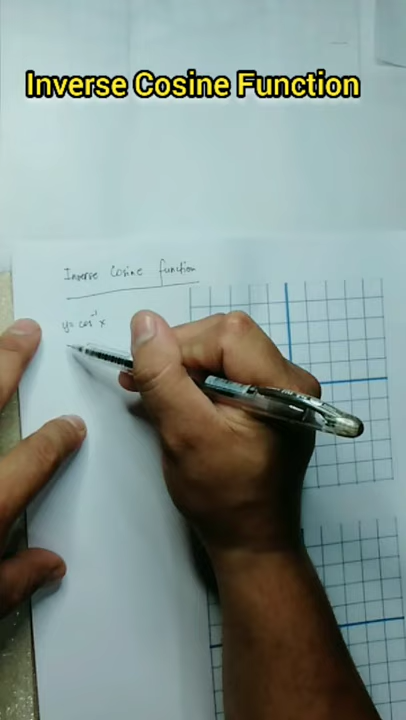 Inverse Cosine Function
Inverse Cosine function
y = cos⁻¹ x